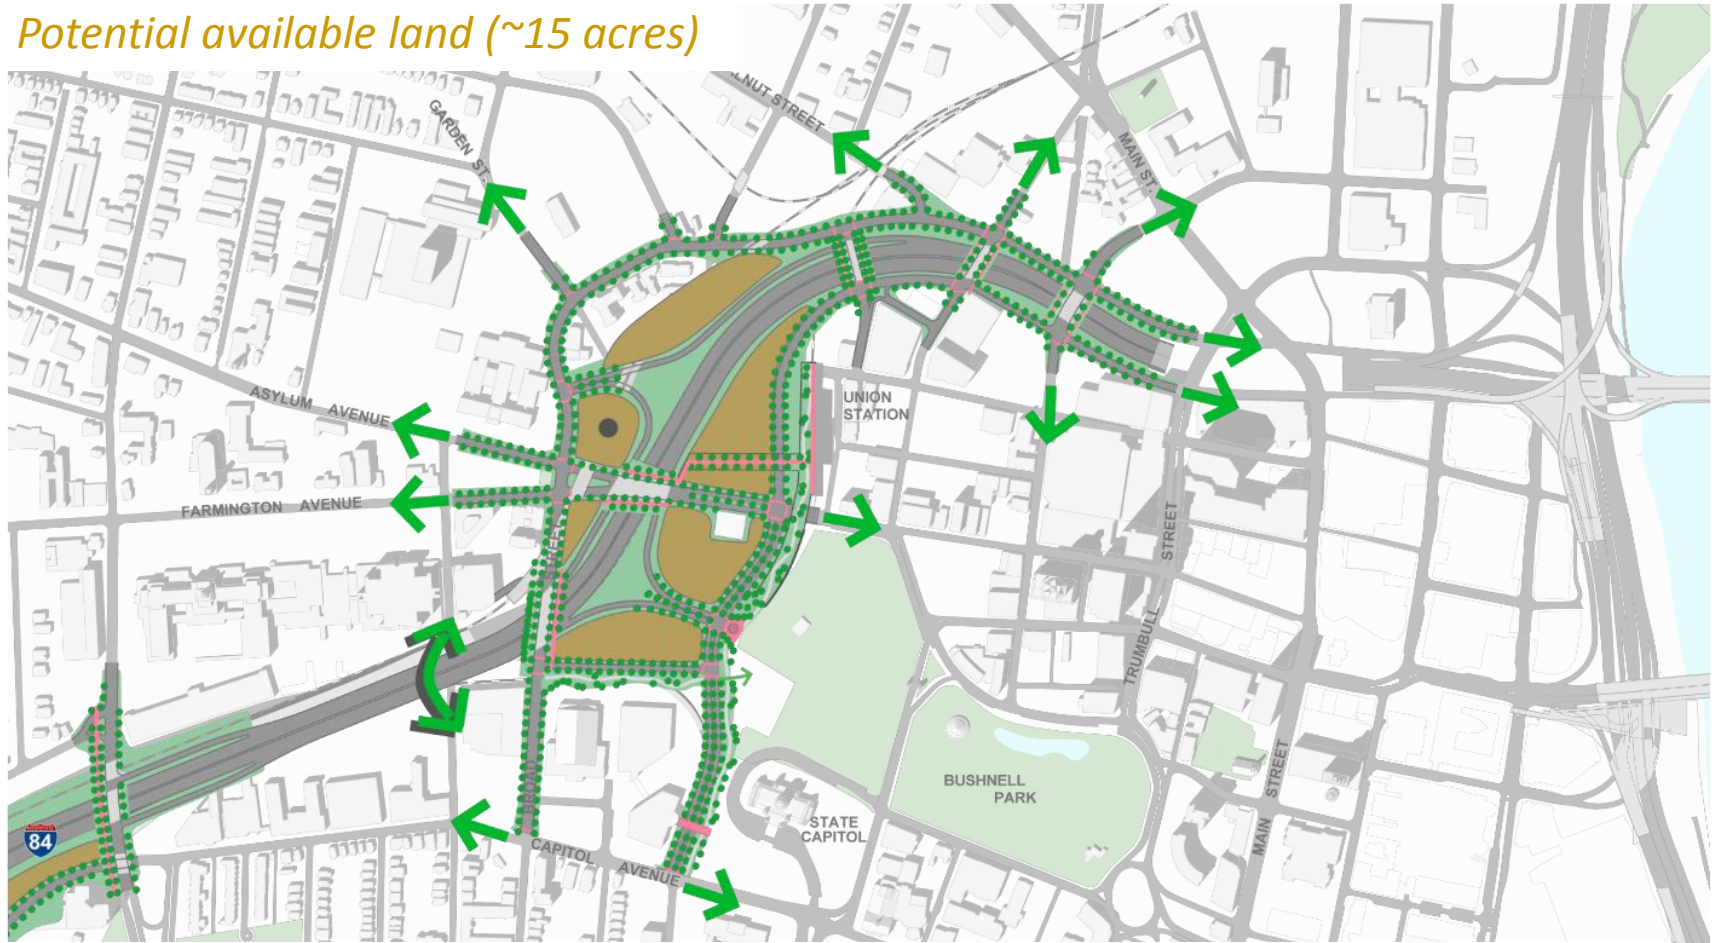 Potential available land (~15 acres)
LNUT STREET
GARDEN ST.
MAIN ST.
ASYLUM AVENUE
UNION
STATION
FARMINGTON AVENUE
STREET
TRUMBULL
BUSHNELL
PARK
STREET
MAIN
STATE
CAPITOL
84
BROAD
CAPITOL AVENUE